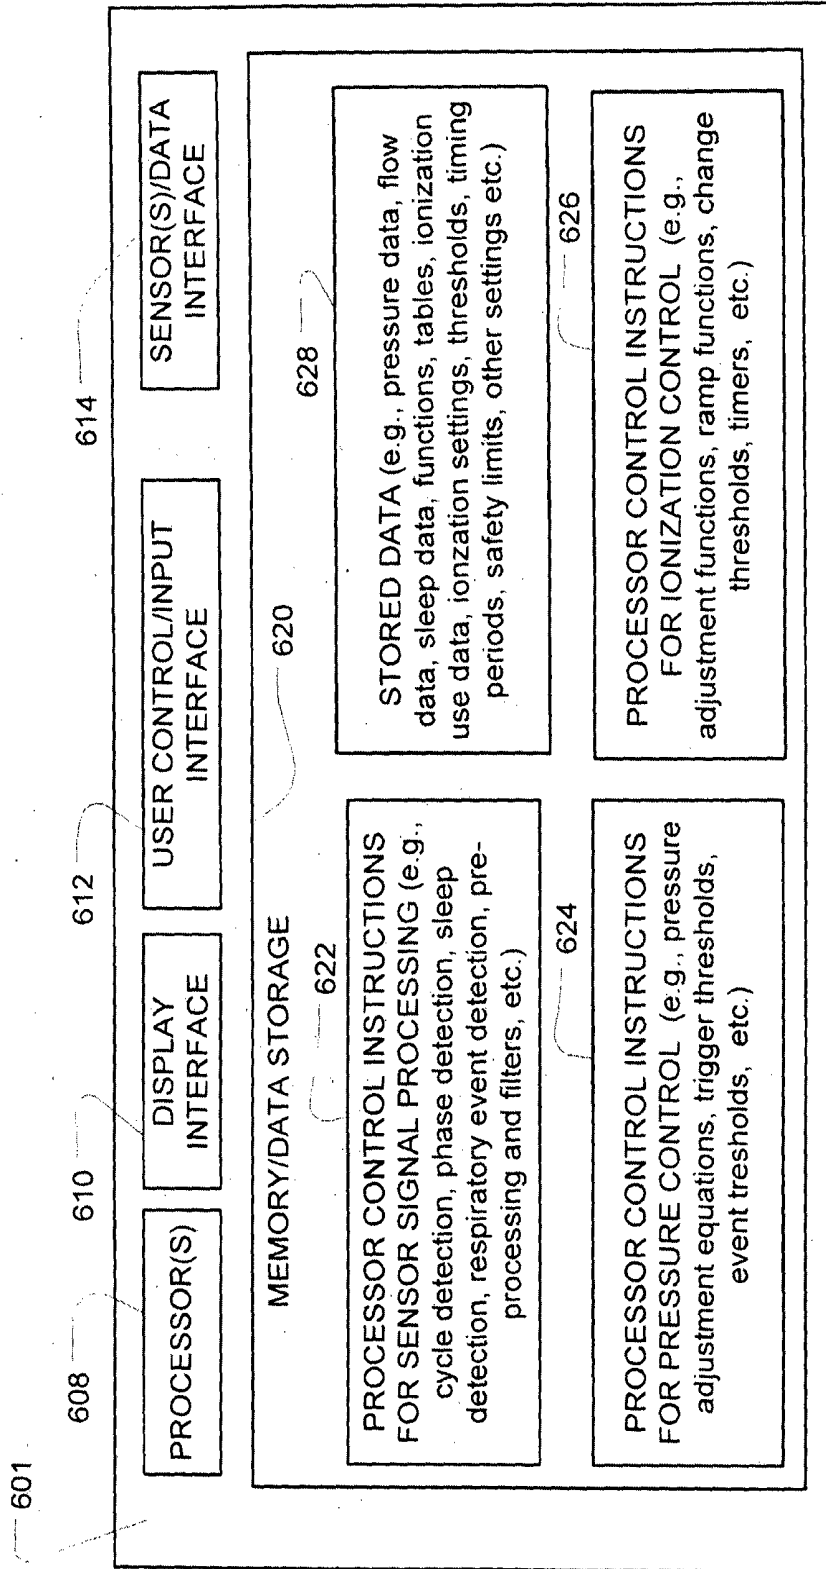 601
608
610
612
614
PROCESSOR(S)
DISPLAY
INTERFACE
USER CONTROL/INPUT
INTERFACE
SENSOR(S)/DATA
INTERFACE
620
MEMORY/DATA STORAGE
622
PROCESSOR CONTROL INSTRUCTIONS
FOR SENSOR SIGNAL PROCESSING (e.g.,
cycle detection, phase detection, sleep
detection, respiratory event detection, pre-
processing and filters, etc.)
628
STORED DATA (e.g., pressure data, flow
data, sleep data, functions, tables, ionization
use data, ionzation settings, thresholds, timing
periods, safety limits, other settings etc.)
624
PROCESSOR CONTROL INSTRUCTIONS
FOR PRESSURE CONTROL (e.g., pressure
adjustment equations, trigger thresholds,
event tresholds, etc.)
626
PROCESSOR CONTROL INSTRUCTIONS
FOR IONIZATION CONTROL (e.g.,
adjustment functions, ramp functions, change
thresholds, timers, etc.)